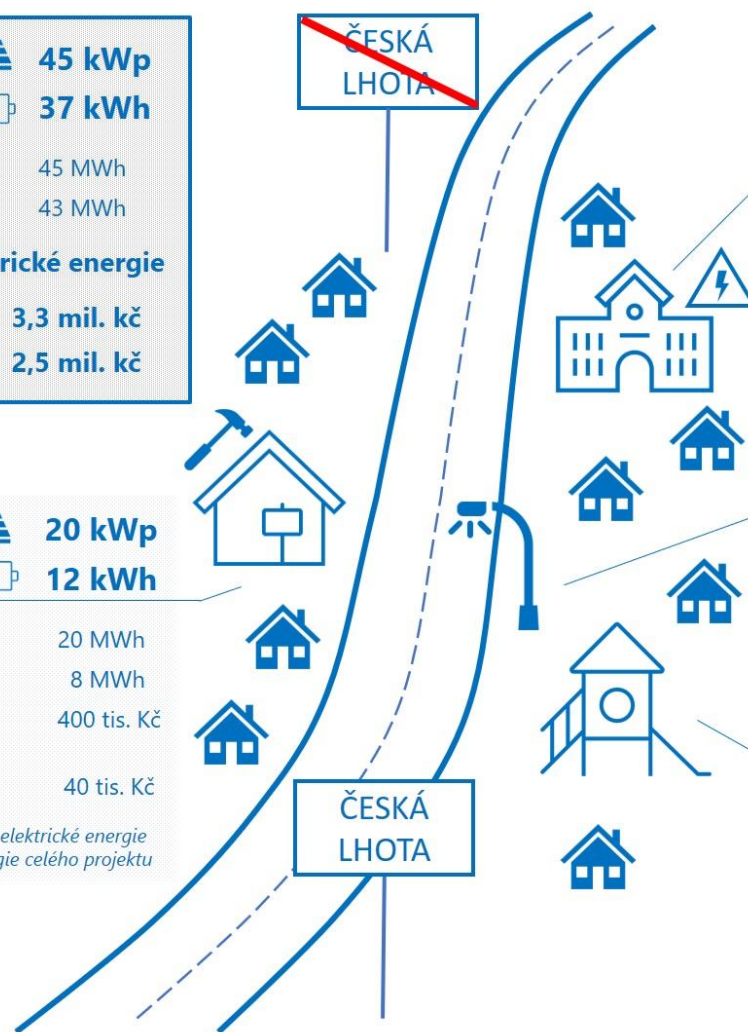 45 kWp
37 kWh
45 MWh
43 MWh
rické energie
3,3 mil. kč
2,5 mil. kč
ČESKÁ
LHOTA
20 kWp
12 kWh
20 MWh
8 MWh
400 tis. Kč
40 tis. Kč
elektrické energie
gie celého projektu
ČESKÁ
LHOTA